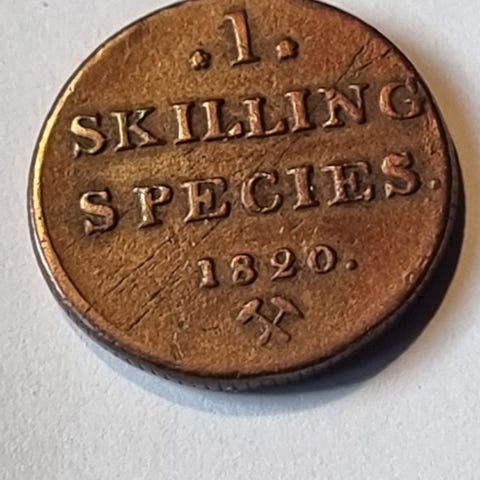 .1.
SKILLING
SPECIES.
1820.